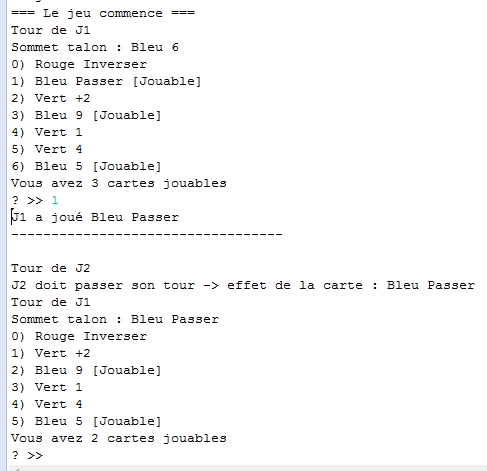 === Le jeu commence ===
Tour de J1
Sommet talon : Bleu 6
0) Rouge Inverser
1) Bleu Passer [Jouable]
2) Vert +2
3) Bleu 9 [Jouable]
4) Vert 1
5) Vert 4
6) Bleu 5 [Jouable]
Vous avez 3 cartes jouables
? >> 1
J1 a joué Bleu Passer
----------------------------------
Tour de J2
J2 doit passer son tour -> effet de la carte : Bleu Passer
Tour de J1
Sommet talon : Bleu Passer
0) Rouge Inverser
1) Vert +2
2) Bleu 9 [Jouable]
3) Vert 1
4) Vert 4
5) Bleu 5 [Jouable]
Vous avez 2 cartes jouables
? >>